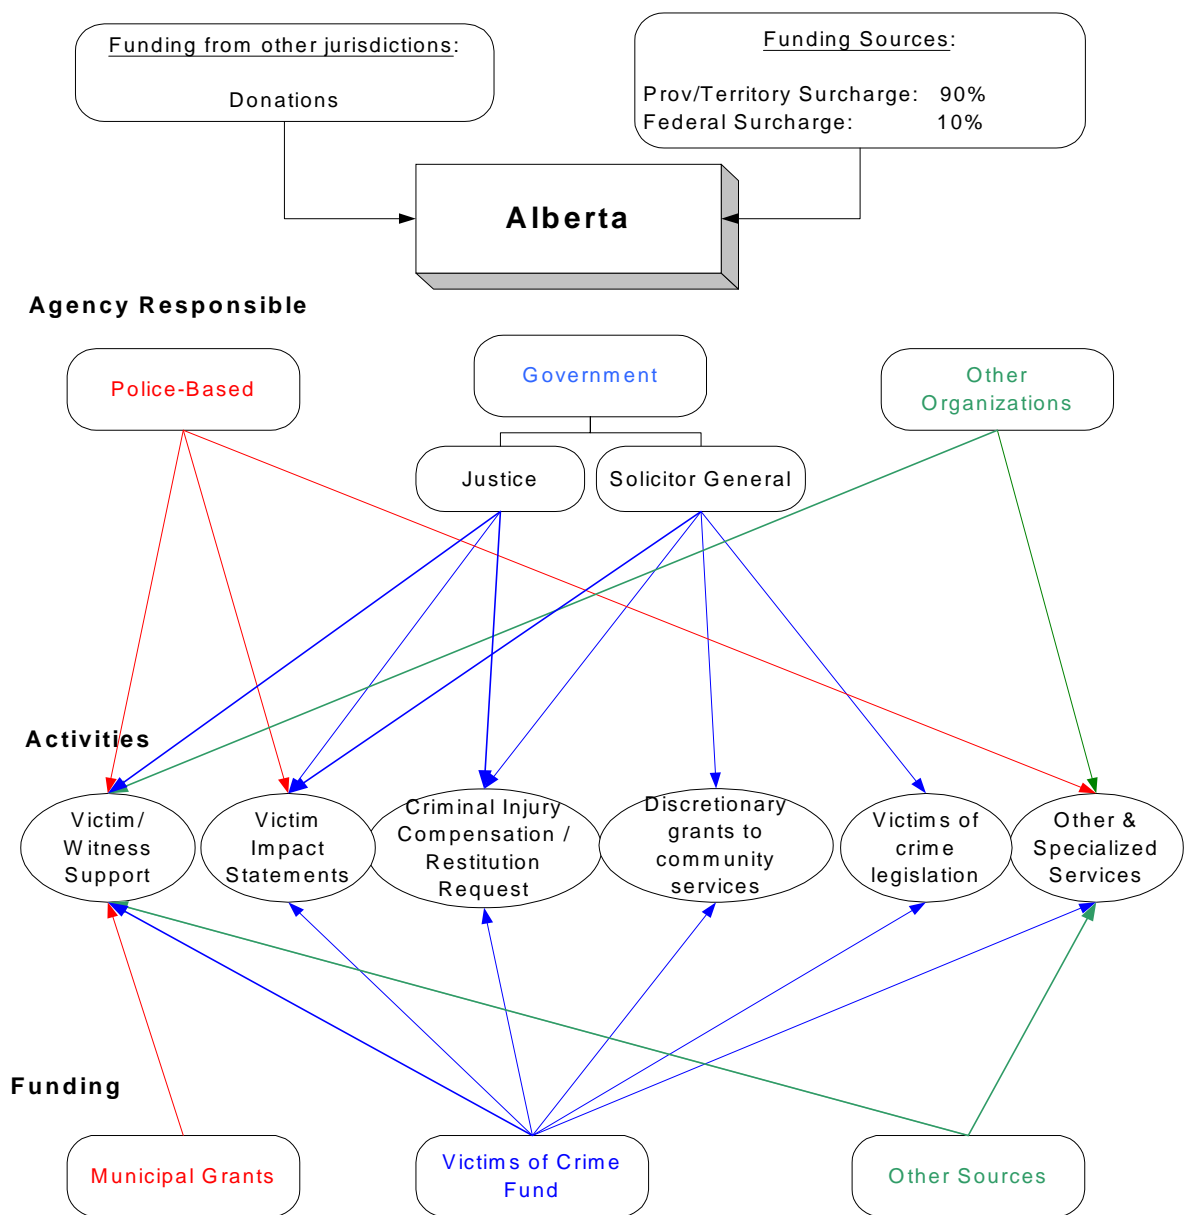 Funding from other jurisdictions:
Donations
Funding Sources:
Prov/Territory Surcharge: 90%
Federal Surcharge: 10%
Alberta
Agency Responsible
Police-Based
Government
Other
Organizations
Justice
Solicitor General
Activities
Victim/
Witness
Support
Victim
Impact
Statements
Criminal Injury
Compensation /
Restitution
Request
Discretionary
grants to
community
services
Victims of
crime
legislation
Other &
Specialized
Services
Funding
Municipal Grants
Victims of Crime
Fund
Other Sources